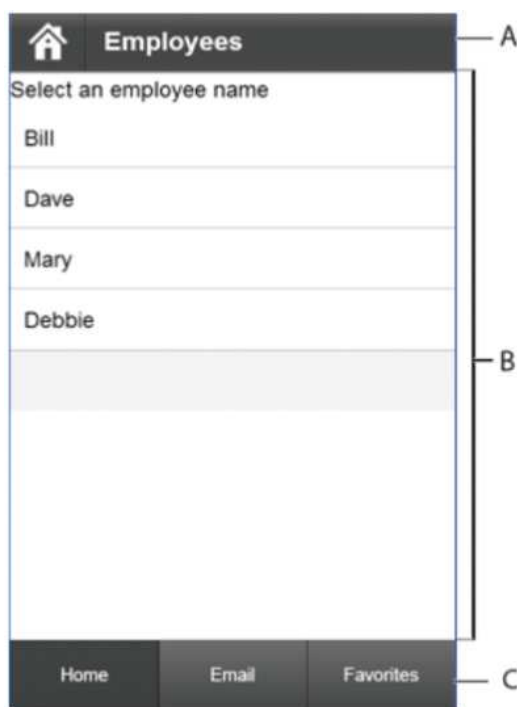 Employees
A
Select an employee name
Bill
Dave
Mary
Debbie
B
Home Email Favorites
C